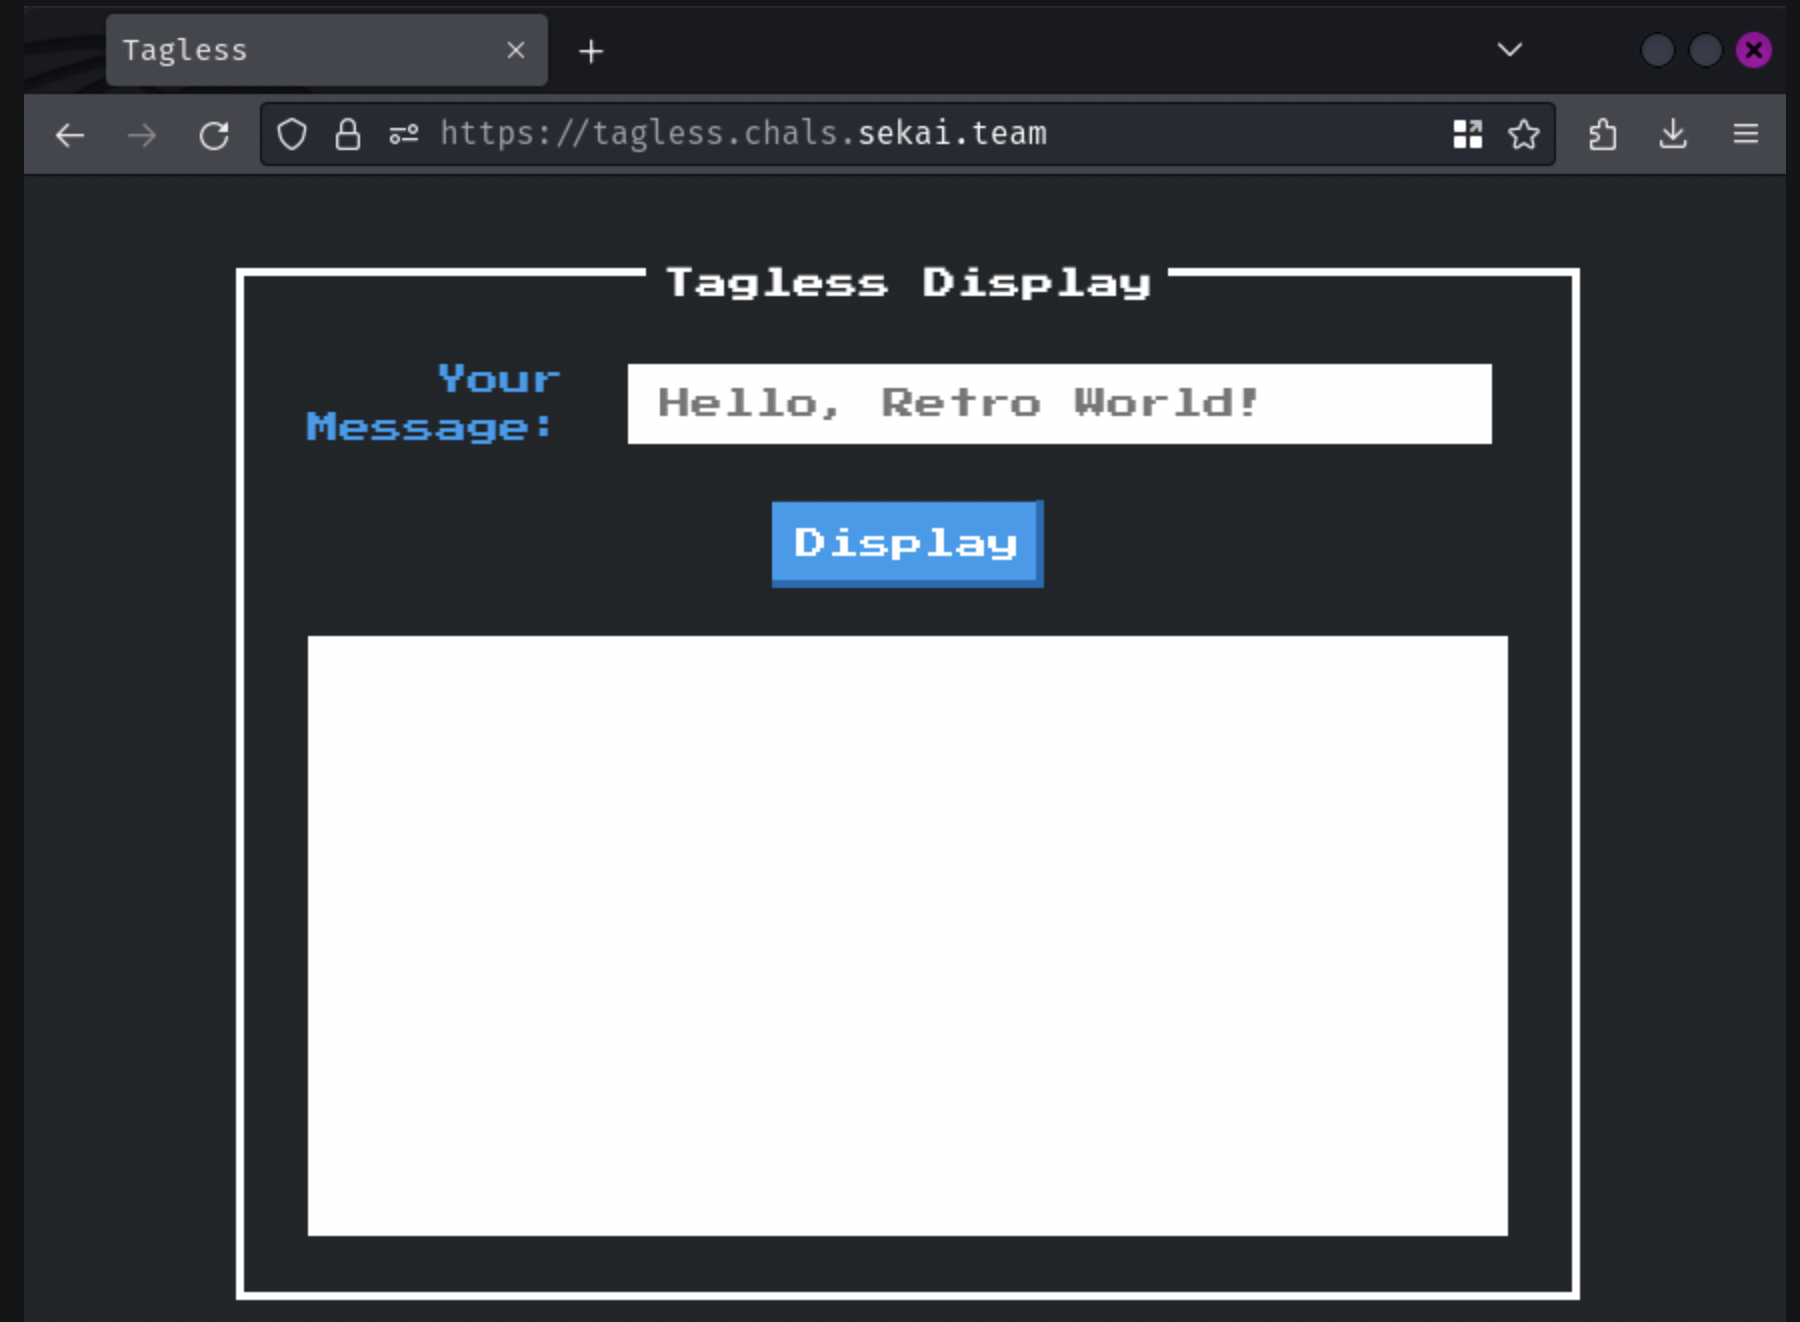 Tagless
https://tagless.chals.sekai.team
Tagless Display
Your
Message:
Hello, Retro World!
Display